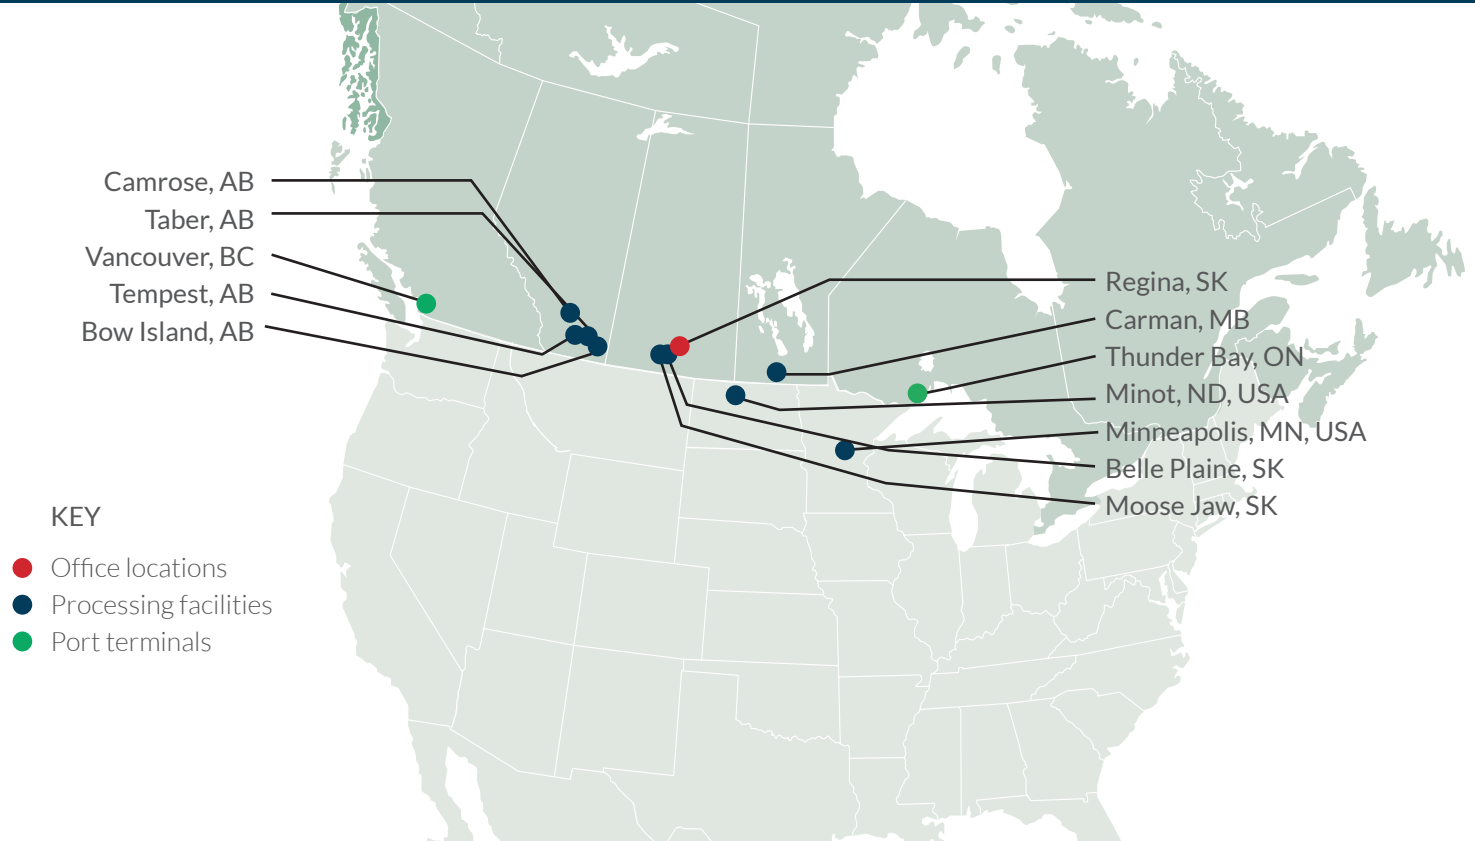 Camrose, AB
Taber, AB
Vancouver, BC
Tempest, AB
Bow Island, AB
Regina, SK
Carman, MB
Thunder Bay, ON
Minot, ND, USA
Minneapolis, MN, USA
Belle Plaine, SK
Moose Jaw, SK
KEY
Office locations
Processing facilities
Port terminals